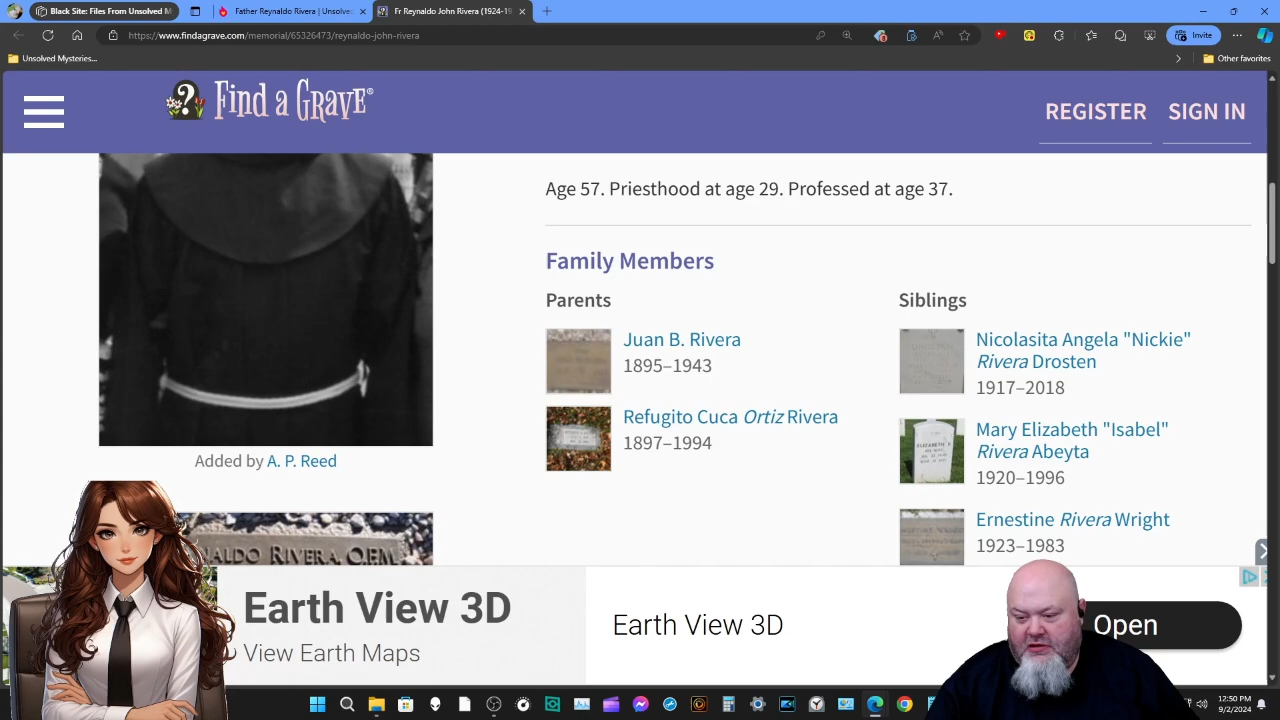 Black Site: Files From Unsolved M
Father Reynaldo Rivera | Unsolved
Fr Reynaldo John Rivera (1924-19
https://www.findagrave.com/memorial/65326473/reynaldo-john-rivera
Invite
Unsolved Mysteries...
Other favorites
Find a Grave®
REGISTER
SIGN IN
Age 57. Priesthood at age 29. Professed at age 37.
Family Members
Parents
Juan B. Rivera
1895–1943
Refugito Cuca Ortiz Rivera
1897–1994
Siblings
Nicolasita Angela "Nickie"
Rivera Drosten
1917–2018
Mary Elizabeth "Isabel"
Rivera Abeyta
1920–1996
Ernestine Rivera Wright
1923–1983
Added by A. P. Reed
NALDO RIVERA, OFM
Earth View 3D
View Earth Maps
Earth View 3D
Open
12:50 PM
9/2/2024